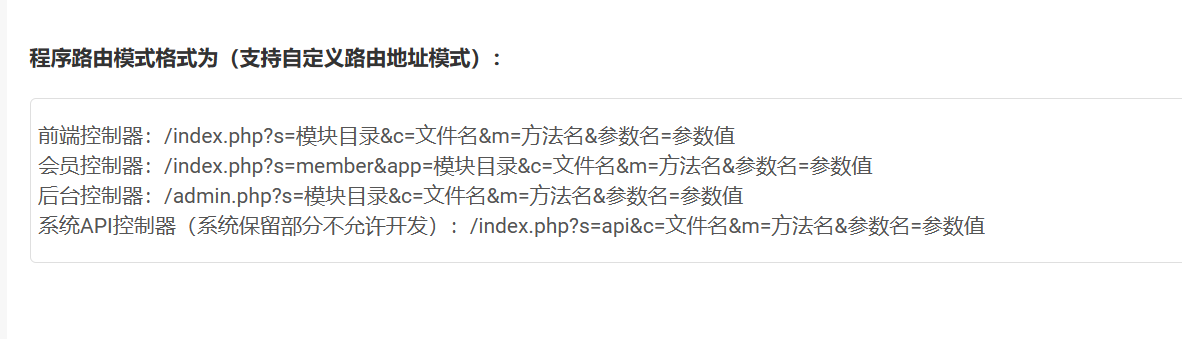 程序路由模式格式为（支持自定义路由地址模式）：
前端控制器：/index.php?s=模块目录&c=文件名&m=方法名&参数名=参数值
会员控制器：/index.php?s=member&app=模块目录&c=文件名&m=方法名&参数名=参数值
后台控制器：/admin.php?s=模块目录&c=文件名&m=方法名&参数名=参数值
系统API控制器（系统保留部分不允许开发）：/index.php?s=api&c=文件名&m=方法名&参数名=参数值